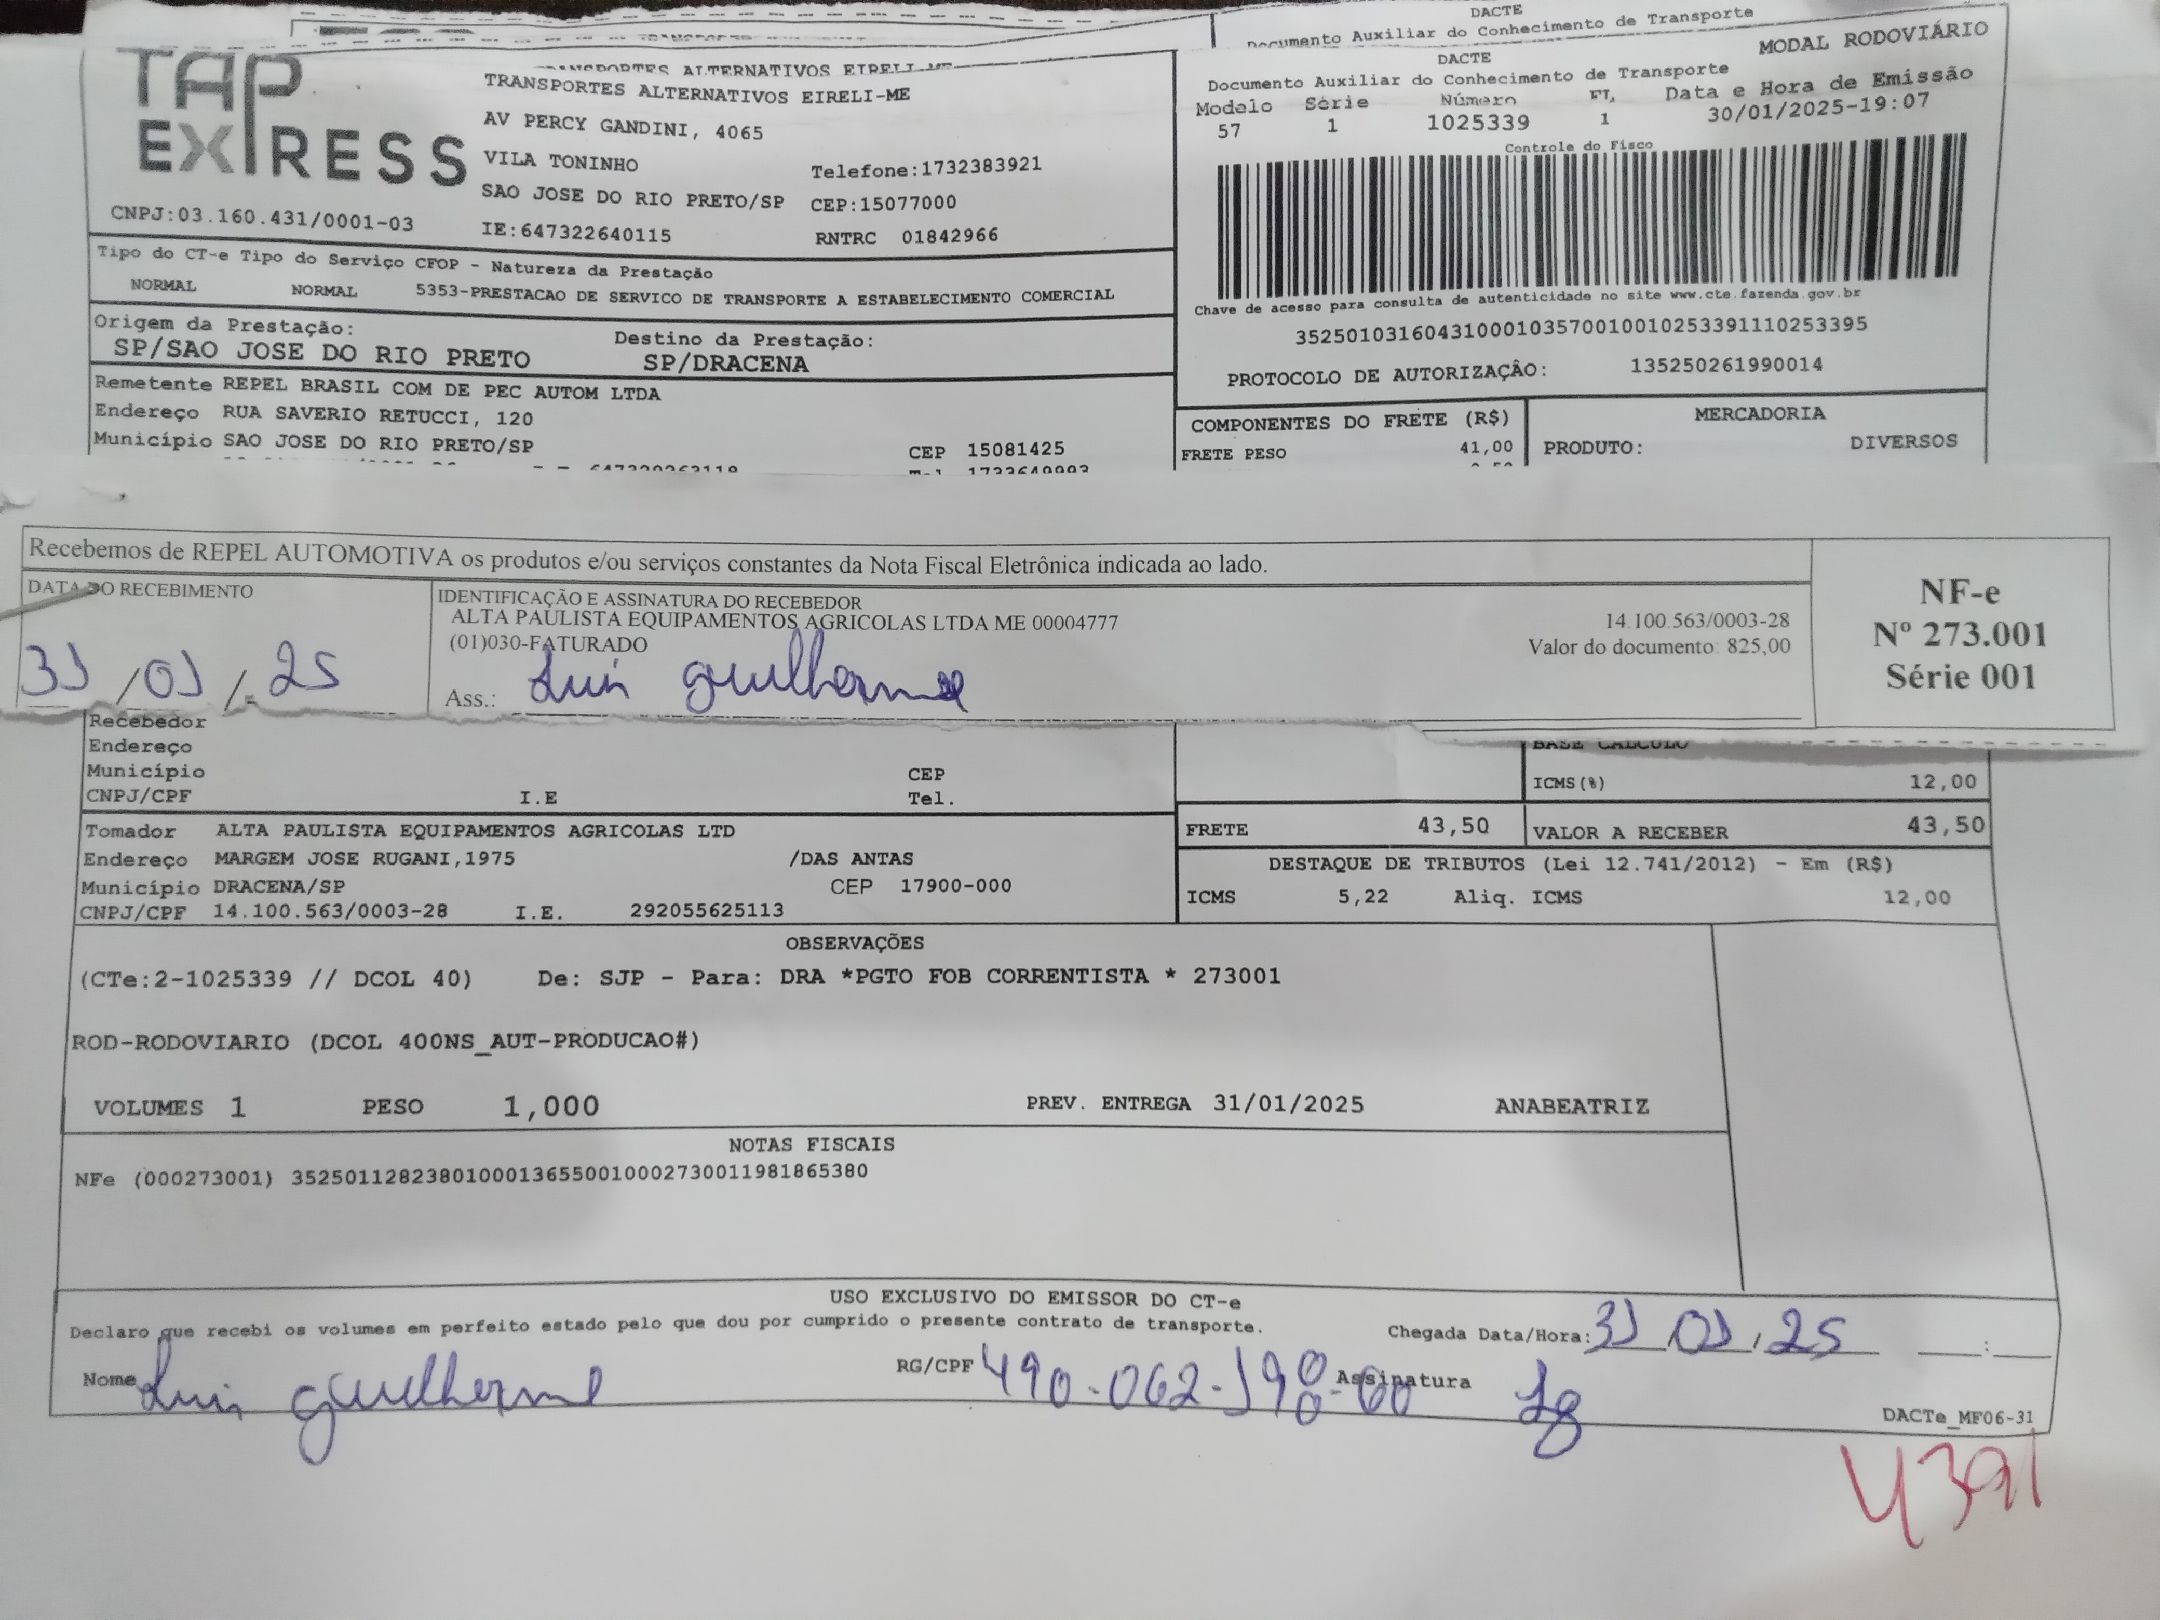 DACTE
Documento Auxiliar do Conhecimento de Transporte
TRANSPORTES ALTERNATIVOS EIRELI-ME
TAP EXPRESS
TRANSPORTES ALTERNATIVOS EIRELI-ME
AV PERCY GANDINI, 4065
VILA TONINHO
Telefone:1732383921
SAO JOSE DO RIO PRETO/SP CEP:15077000
CNPJ:03.160.431/0001-03
IE:647322640115 RNTRC 01842966
MODAL RODOVIÁRIO
DACTE
Documento Auxiliar do Conhecimento de Transporte
Modelo Série Número FL Data e Hora de Emissão
57 1 1025339 1 30/01/2025-19:07
Controle do Fisco
Chave de acesso para consulta de autenticidade no site www.cte.fazenda.gov.br
35250103160431000103570010010253391110253395
PROTOCOLO DE AUTORIZAÇÂO: 135250261990014
Tipo do CT-e Tipo do Serviço CFOP - Natureza da Prestação
NORMAL NORMAL 5353-PRESTACAO DE SERVICO DE TRANSPORTE A ESTABELECIMENTO COMERCIAL
Origem da Prestação: Destino da Prestação:
SP/SAO JOSE DO RIO PRETO SP/DRACENA
Remetente REPEL BRASIL COM DE PEC AUTOM LTDA
Endereço RUA SAVERIO RETUCCI, 120
Município SAO JOSE DO RIO PRETO/SP CEP 15081425
COMPONENTES DO FRETE (R$) MERCADORIA
FRETE PESO 41,00 PRODUTO: DIVERSOS
Recebemos de REPEL AUTOMOTIVA os produtos e/ou serviços constantes da Nota Fiscal Eletrônica indicada ao lado.
DATA DO RECEBIMENTO
31/01/25
IDENTIFICAÇÃO E ASSINATURA DO RECEBEDOR
ALTA PAULISTA EQUIPAMENTOS AGRICOLAS LTDA ME 00004777 14.100.563/0003-28
(01)030-FATURADO Valor do documento: 825,00
Ass.: Luis guilherme
NF-e
Nº 273.001
Série 001
Recebedor
Endereço
Município CEP
CNPJ/CPF I.E Tel.
BASE CALCULO
ICMS(%) 12,00
Tomador ALTA PAULISTA EQUIPAMENTOS AGRICOLAS LTD
Endereço MARGEM JOSE RUGANI,1975 /DAS ANTAS
Município DRACENA/SP CEP 17900-000
CNPJ/CPF 14.100.563/0003-28 I.E. 292055625113
FRETE 43,50 VALOR A RECEBER 43,50
DESTAQUE DE TRIBUTOS (Lei 12.741/2012) - Em (R$)
ICMS 5,22 Aliq. ICMS 12,00
OBSERVAÇÕES
(CTe:2-1025339 // DCOL 40) De: SJP - Para: DRA *PGTO FOB CORRENTISTA * 273001
ROD-RODOVIARIO (DCOL 400NS_AUT-PRODUCAO#)
VOLUMES 1 PESO 1,000 PREV. ENTREGA 31/01/2025 ANABEATRIZ
NOTAS FISCAIS
NFe (000273001) 35250112823801000136550010002730011981865380
USO EXCLUSIVO DO EMISSOR DO CT-e
Declaro que recebi os volumes em perfeito estado pelo que dou por cumprido o presente contrato de transporte.
Chegada Data/Hora: 31/01/25 :
Nome Luis guilherme RG/CPF 490-062-198-60 Assinatura Lg
DACTe_MF06-31
4391